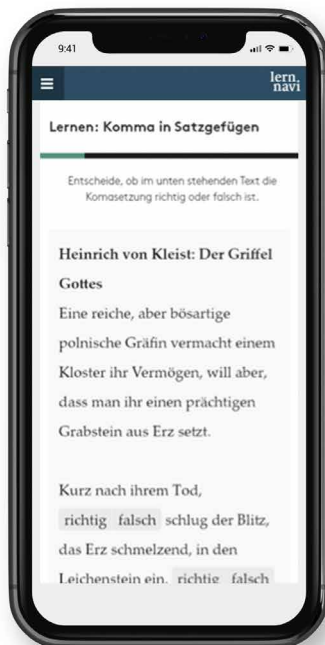 9:41
lern.
navi
Lernen: Komma in Satzgefügen
Entscheide, ob im unten stehenden Text die
Komasetzung richtig oder falsch ist.
Heinrich von Kleist: Der Griffel
Gottes
Eine reiche, aber bösartige
polnische Gräfin vermacht einem
Kloster ihr Vermögen, will aber,
dass man ihr einen prächtigen
Grabstein aus Erz setzt.
Kurz nach ihrem Tod,
richtig falsch schlug der Blitz,
das Erz schmelzend, in den
Leichenstein ein, richtig falsch